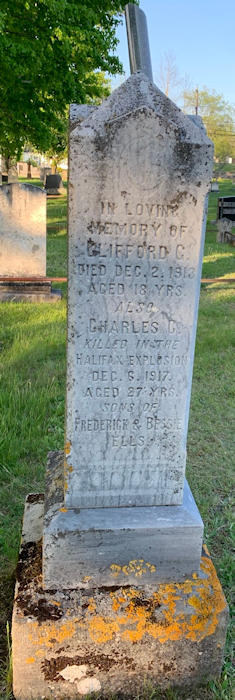 IN LOVING
MEMORY OF
CLIFFORD C.
DIED DEC. 2, 1913
AGED 18 YRS.
ALSO
CHARLES C.
KILLED IN THE
HALIFAX EXPLOSION
DEC. 6, 1917.
AGED 27 YRS.
SONS OF
FREDERICK & BESSIE
ELLS.